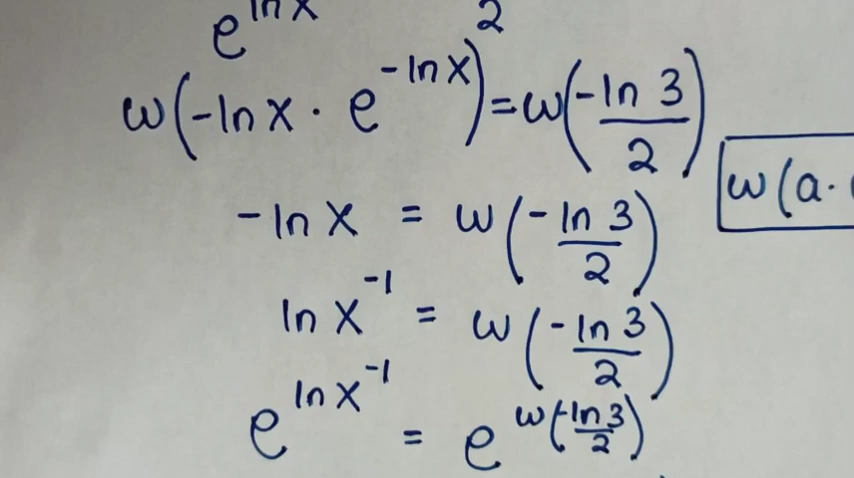 e^{ln x} 2
w(-ln x · e^{-ln x}) = w(-ln 3/2)
w(a·
-ln x = w(-ln 3/2)
ln x^{-1} = w(-ln 3/2)
e^{ln x^{-1}} = e^{w(-ln 3/2)}